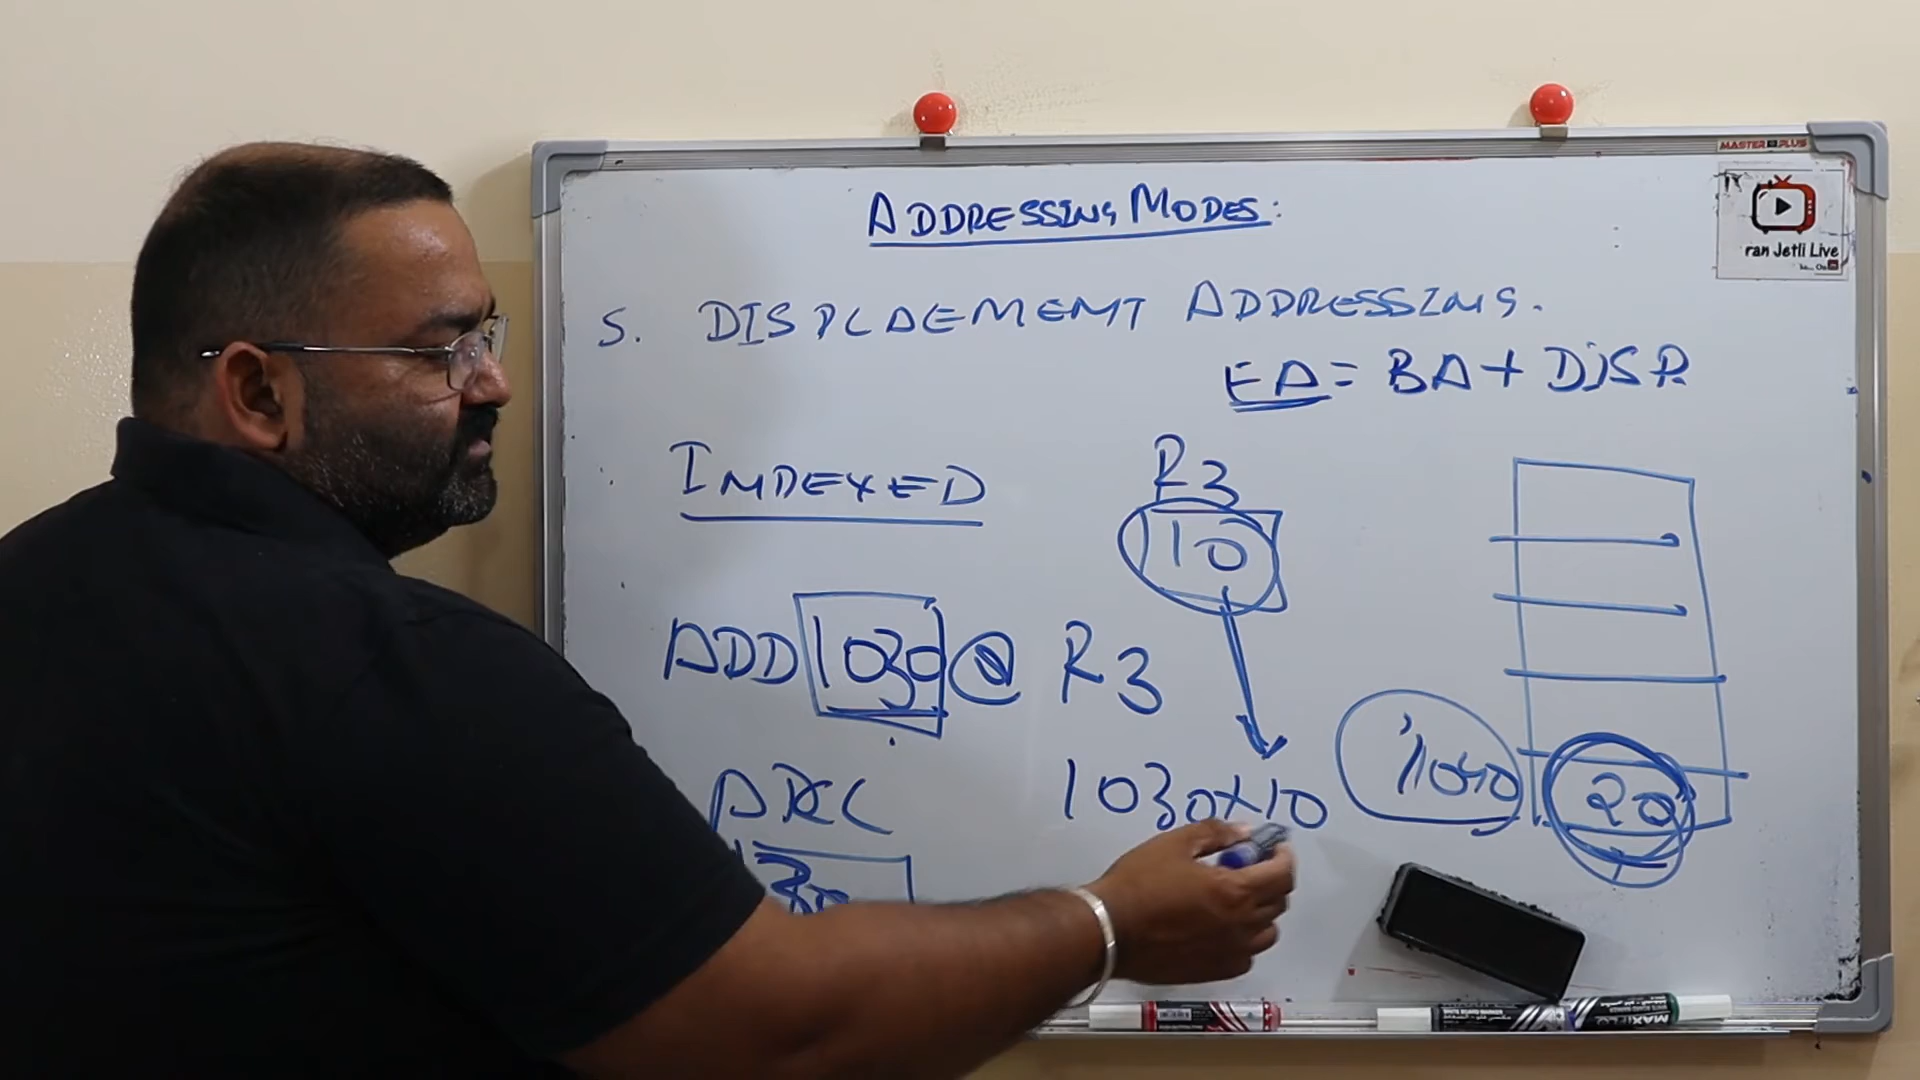 MASTER PLUS
ADDRESSING MODES:
ran Jetli Live
5. DISPLAEMENT ADDRESSING.
EA = BA + DISP.
INDEXED
R3
10
ADD 1030 @ R3
1030+10
1040
20